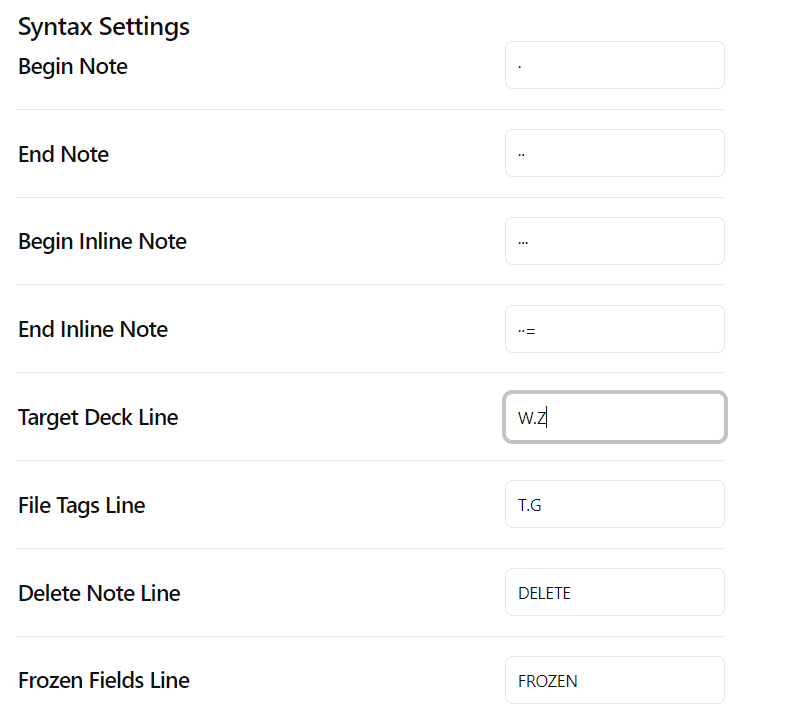 Syntax Settings
Begin Note
·
End Note
··
Begin Inline Note
···
End Inline Note
··=
Target Deck Line
W.Z
File Tags Line
T.G
Delete Note Line
DELETE
Frozen Fields Line
FROZEN